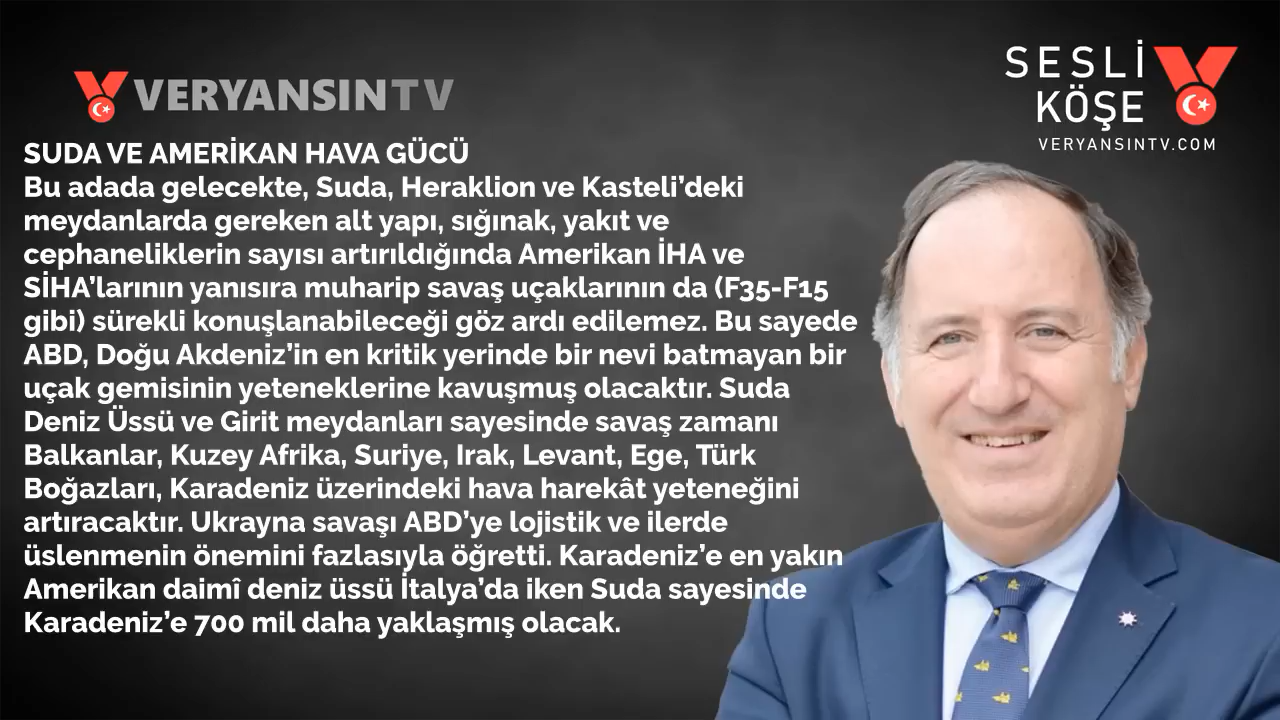 VERYANSINTV
SESLİ
KÖŞE
VERYANSINTV.COM
SUDA VE AMERİKAN HAVA GÜCÜ
Bu adada gelecekte, Suda, Heraklion ve Kasteli’deki
meydanlarda gereken alt yapı, sığınak, yakıt ve
cephaneliklerin sayısı artırıldığında Amerikan İHA ve
SİHA’larının yanısıra muharip savaş uçaklarının da (F35-F15
gibi) sürekli konuşlanabileceği göz ardı edilemez. Bu sayede
ABD, Doğu Akdeniz’in en kritik yerinde bir nevi batmayan bir
uçak gemisinin yeteneklerine kavuşmuş olacaktır. Suda
Deniz Üssü ve Girit meydanları sayesinde savaş zamanı
Balkanlar, Kuzey Afrika, Suriye, Irak, Levant, Ege, Türk
Boğazları, Karadeniz üzerindeki hava harekât yeteneğini
artıracaktır. Ukrayna savaşı ABD’ye lojistik ve ilerde
üslenmenin önemini fazlasıyla öğretti. Karadeniz’e en yakın
Amerikan daimî deniz üssü İtalya’da iken Suda sayesinde
Karadeniz’e 700 mil daha yaklaşmış olacak.